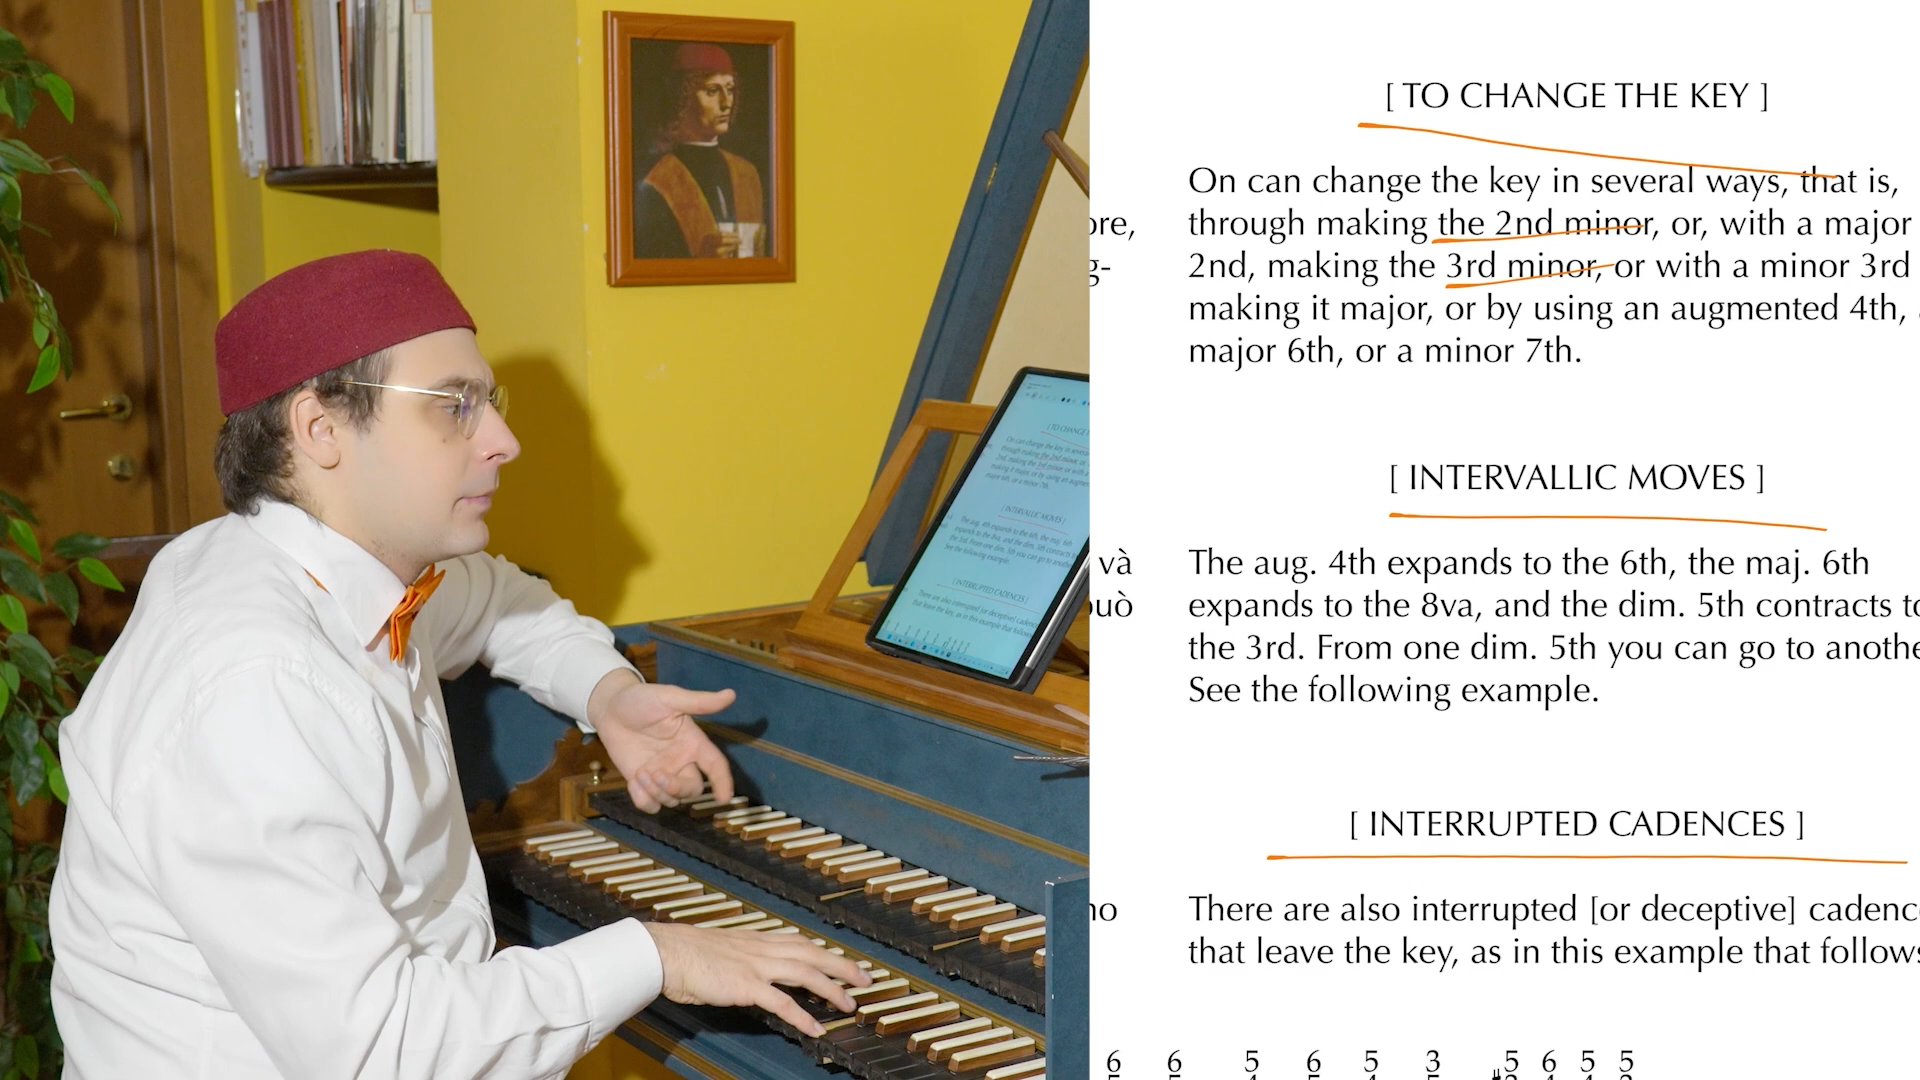 [ TO CHANGE THE KEY ]
On can change the key in several ways, that is,
through making the 2nd minor, or, with a major
2nd, making the 3rd minor, or with a minor 3rd
making it major, or by using an augmented 4th,
major 6th, or a minor 7th.
[ INTERVALLIC MOVES ]
The aug. 4th expands to the 6th, the maj. 6th
expands to the 8va, and the dim. 5th contracts
the 3rd. From one dim. 5th you can go to
See the following example.
[ INTERRUPTED CADENCES ]
There are also interrupted [or deceptive]
that leave the key, as in this example that
và
6 6 5 6 5 3 5 6 5 5